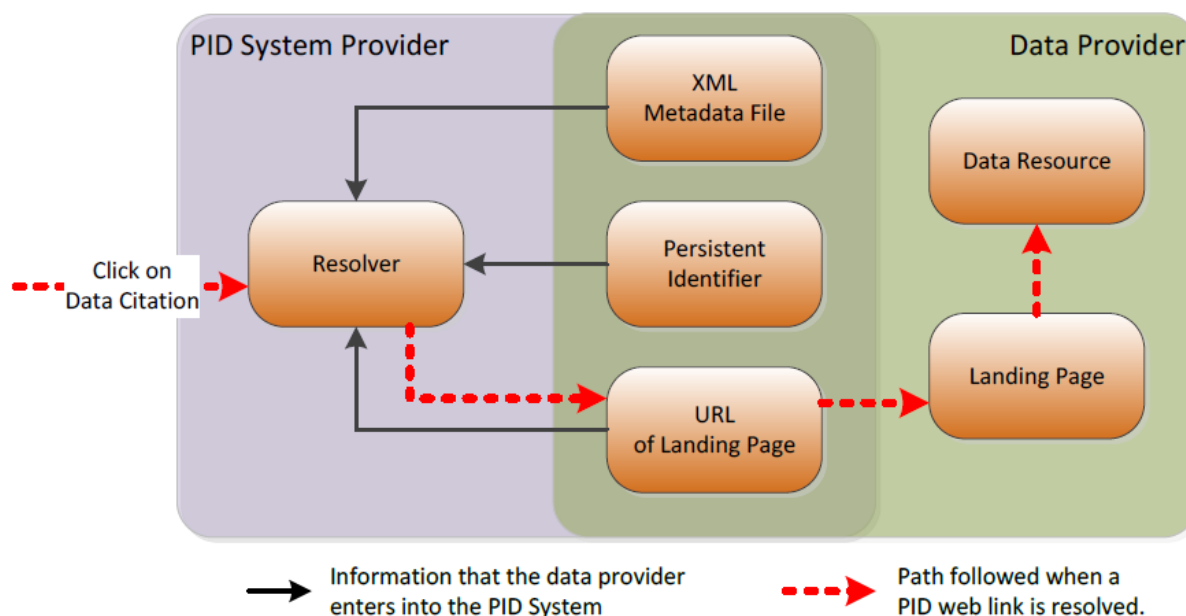 PID System Provider
Data Provider
XML
Metadata File
Data Resource
Resolver
Persistent
Identifier
Click on
Data Citation
URL
of Landing Page
Landing Page
Information that the data provider
enters into the PID System
Path followed when a
PID web link is resolved.